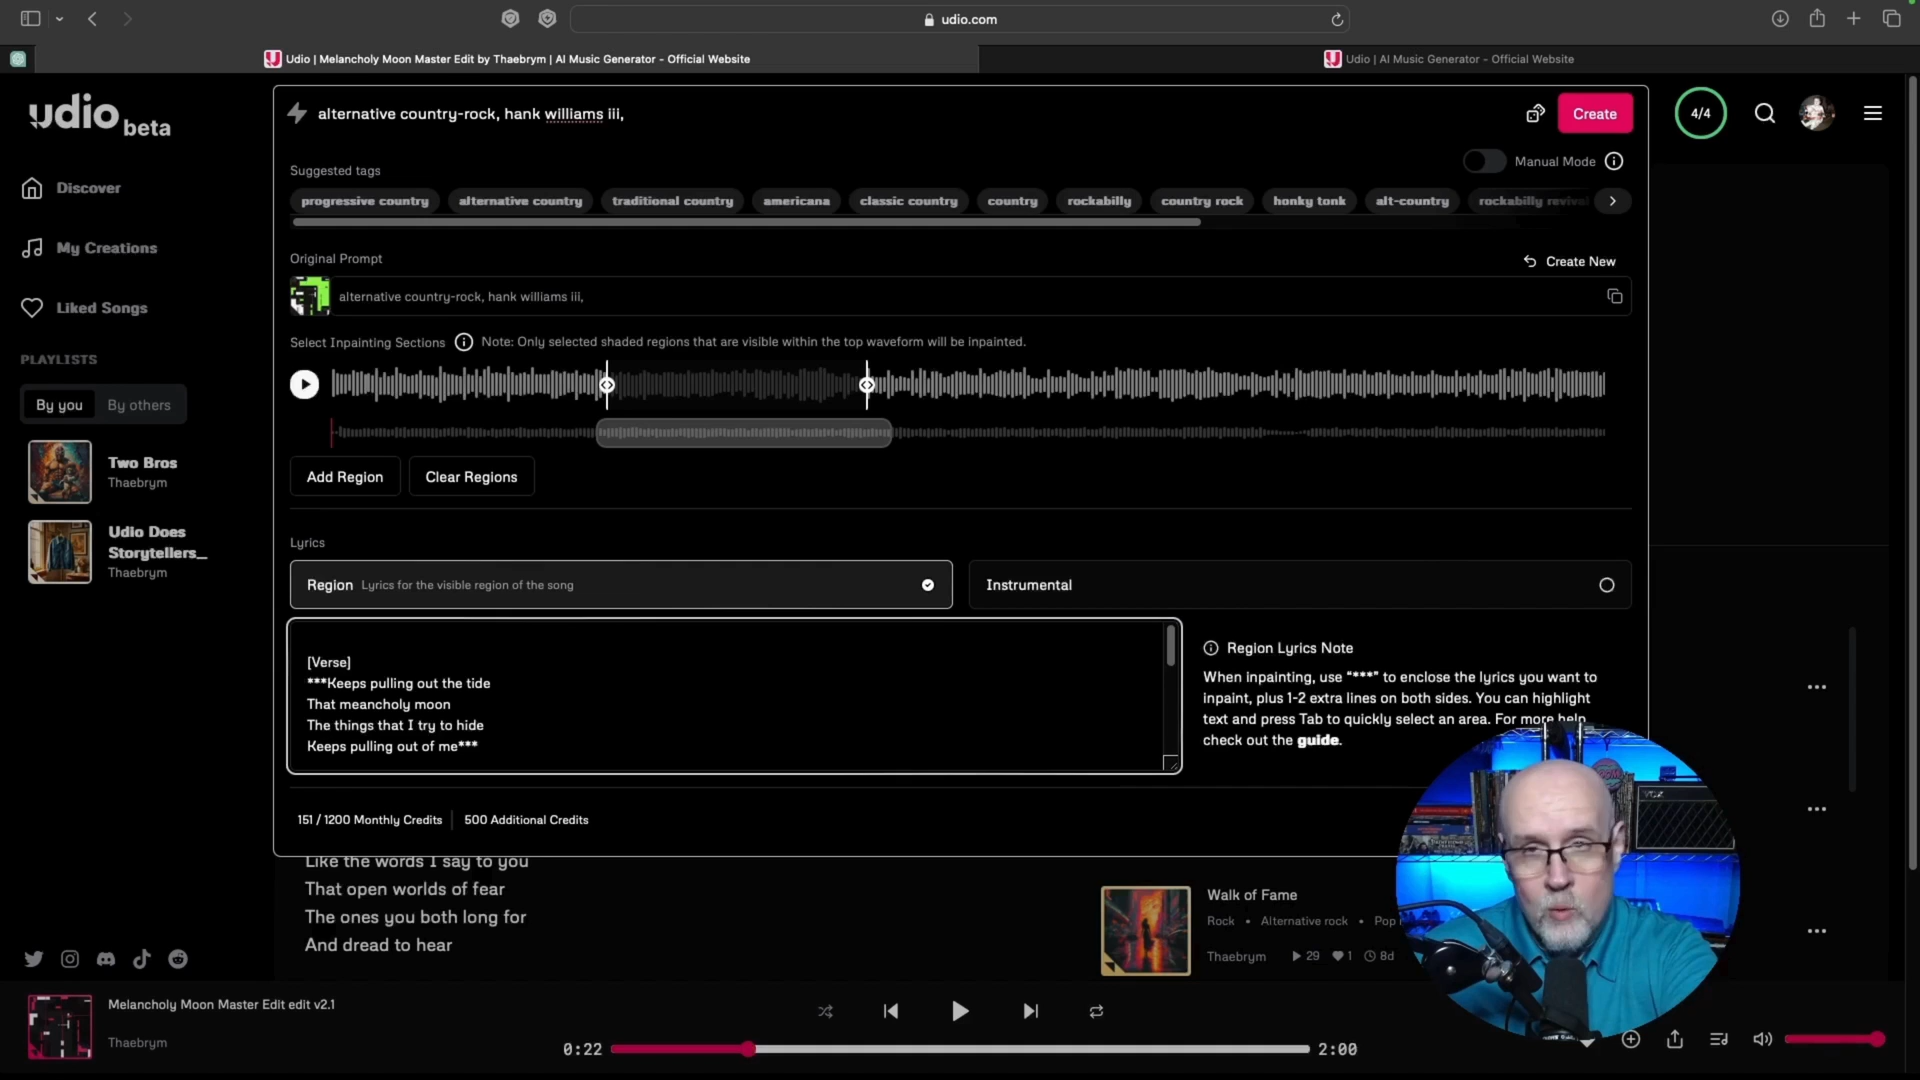 udio.com
Udio | Melancholy Moon Master Edit by Thaebrym | AI Music Generator - Official Website
Udio | AI Music Generator - Official Website
udio beta
alternative country-rock, hank williams iii,
Create
4/4
Suggested tags
Manual Mode
progressive country
alternative country
traditional country
americana
classic country
country
rockabilly
country rock
honky tonk
alt-country
rockabilly revival
Discover
My Creations
Liked Songs
PLAYLISTS
By you
By others
Two Bros
Thaebrym
Udio Does
Storytellers_
Thaebrym
Original Prompt
Create New
alternative country-rock, hank williams iii,
Select Inpainting Sections
Note: Only selected shaded regions that are visible within the top waveform will be inpainted.
Add Region
Clear Regions
Lyrics
Region Lyrics for the visible region of the song
Instrumental
[Verse]
***Keeps pulling out the tide
That meancholy moon
The things that I try to hide
Keeps pulling out of me***
Region Lyrics Note
When inpainting, use “***” to enclose the lyrics you want to
inpaint, plus 1-2 extra lines on both sides. You can highlight
text and press Tab to quickly select an area. For more help
check out the guide.
151 / 1200 Monthly Credits
500 Additional Credits
Like the words I say to you
That open worlds of fear
The ones you both long for
And dread to hear
Walk of Fame
Rock • Alternative rock • Pop
Thaebrym 29 1 8d
VOX
Melancholy Moon Master Edit edit v2.1
Thaebrym
0:22
2:00